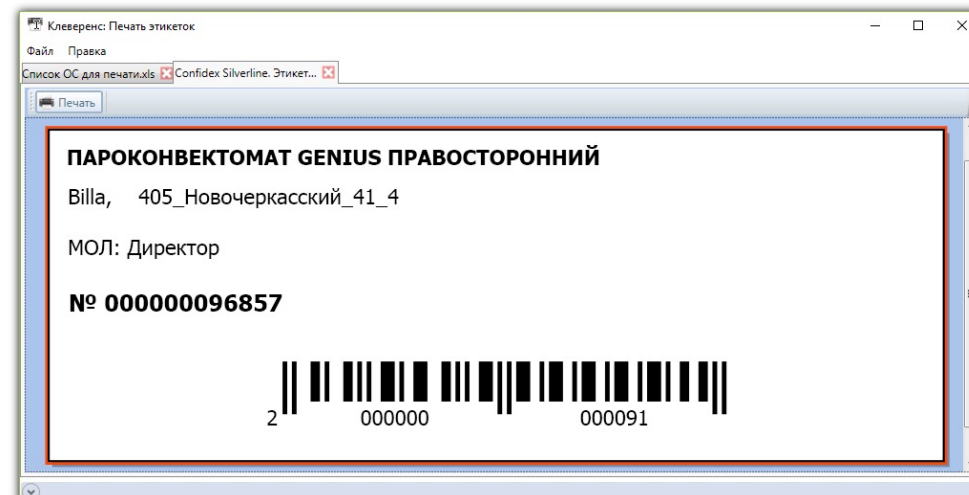 Клеверенс: Печать этикеток
Файл Правка
Список ОС для печати.xls Confidex Silverline. Этикет...
Печать
ПАРОКОНВЕКТОМАТ GENIUS ПРАВОСТОРОННИЙ
Billa, 405_Новочеркасский_41_4
МОЛ: Директор
№ 000000096857
2 000000 000091